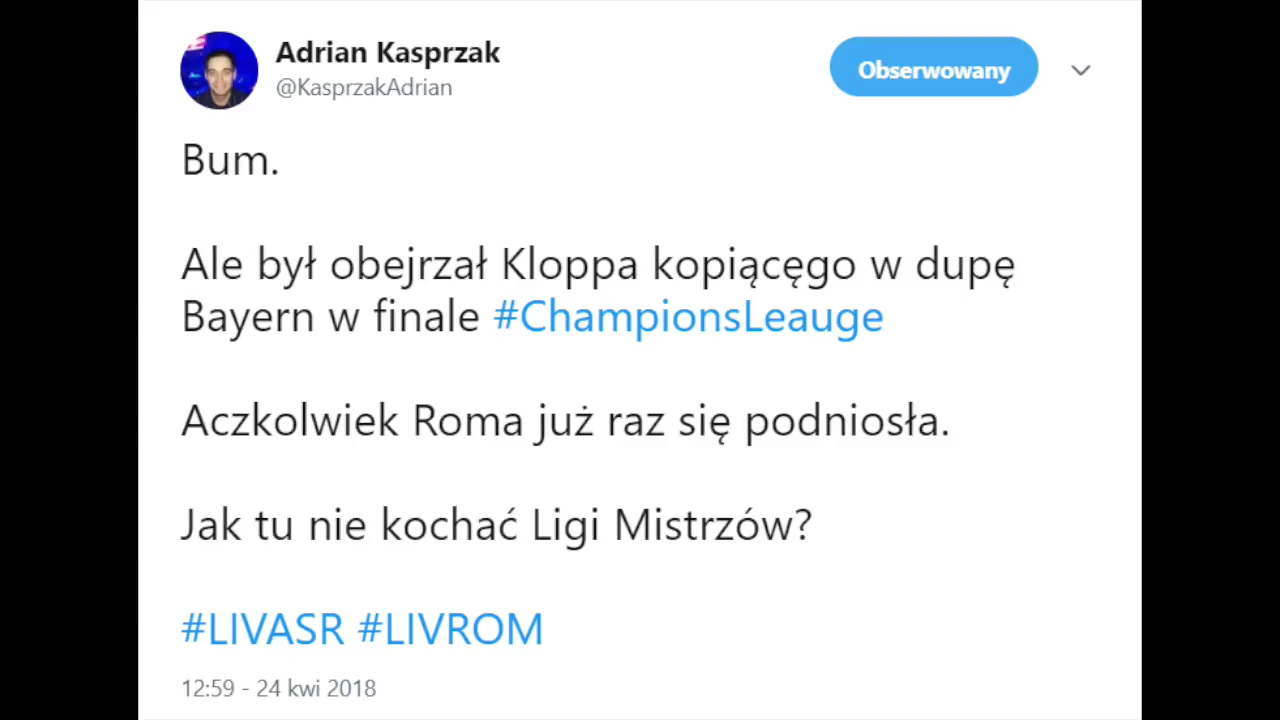 Adrian Kasprzak
@KasprzakAdrian
Obserwowany
Bum.
Ale był obejrzał Kloppa kopiącęgo w dupę
Bayern w finale #ChampionsLeauge
Aczkolwiek Roma już raz się podniosła.
Jak tu nie kochać Ligi Mistrzów?
#LIVASR #LIVROM
12:59 - 24 kwi 2018